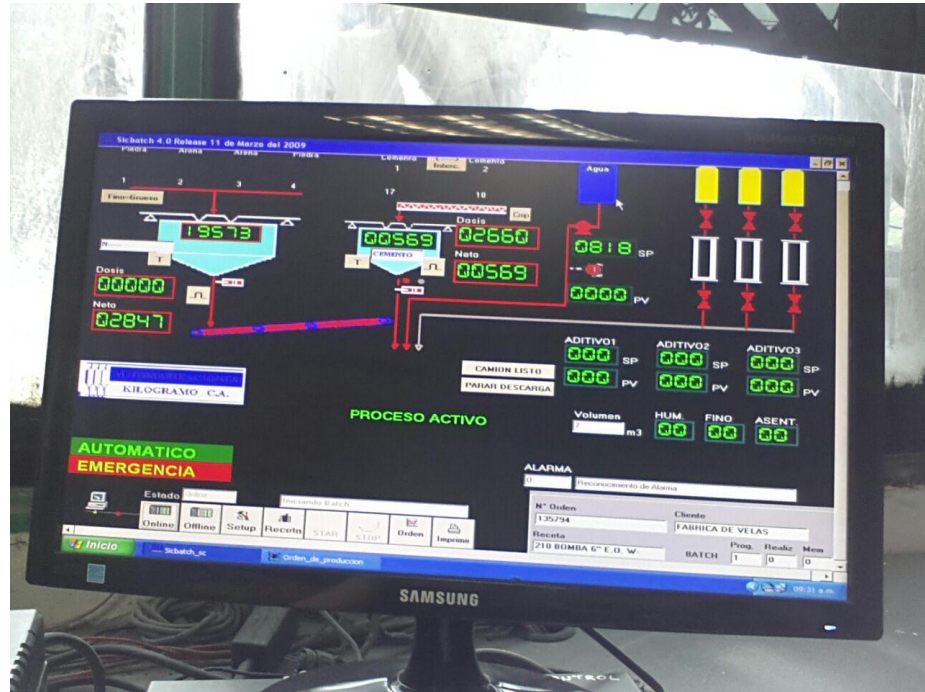 Sicbatch 4.0 Release 11 de Marzo del 2009
Piedra Arena Arena Piedra
Cemento 1
Interc.
Cemento 2
Agua
1 2 3 4
17 18
Fino-Grueso
19573
T
Dosis
00000
Neto
02847
00569
CEMENTO
T
Dosis
02660
Neto
00569
0818 SP
0000 PV
ADITIVO1 ADITIVO2 ADITIVO3
000 SP 000 SP 000 SP
000 PV 000 PV 000 PV
CAMION LISTO
PARAR DESCARGA
KILOGRAMO C.A.
PROCESO ACTIVO
Volumen
7 m3
HUM. FINO ASENT.
00 00 00
AUTOMATICO
EMERGENCIA
ALARMA
0 Reconocimiento de Alarma
Estado Online
Iniciando Batch
Online Offline Setup Receta STAR STOP Orden Imprimir
N° Orden
135794
Cliente
FABRICA DE VELAS
Receta
210 BOMBA 6" E.O. W
BATCH
Prog. Realiz Mem
1 0 0
Inicio
Sicbatch_sc
Orden_de_produccion
09:31 a.m.
SAMSUNG